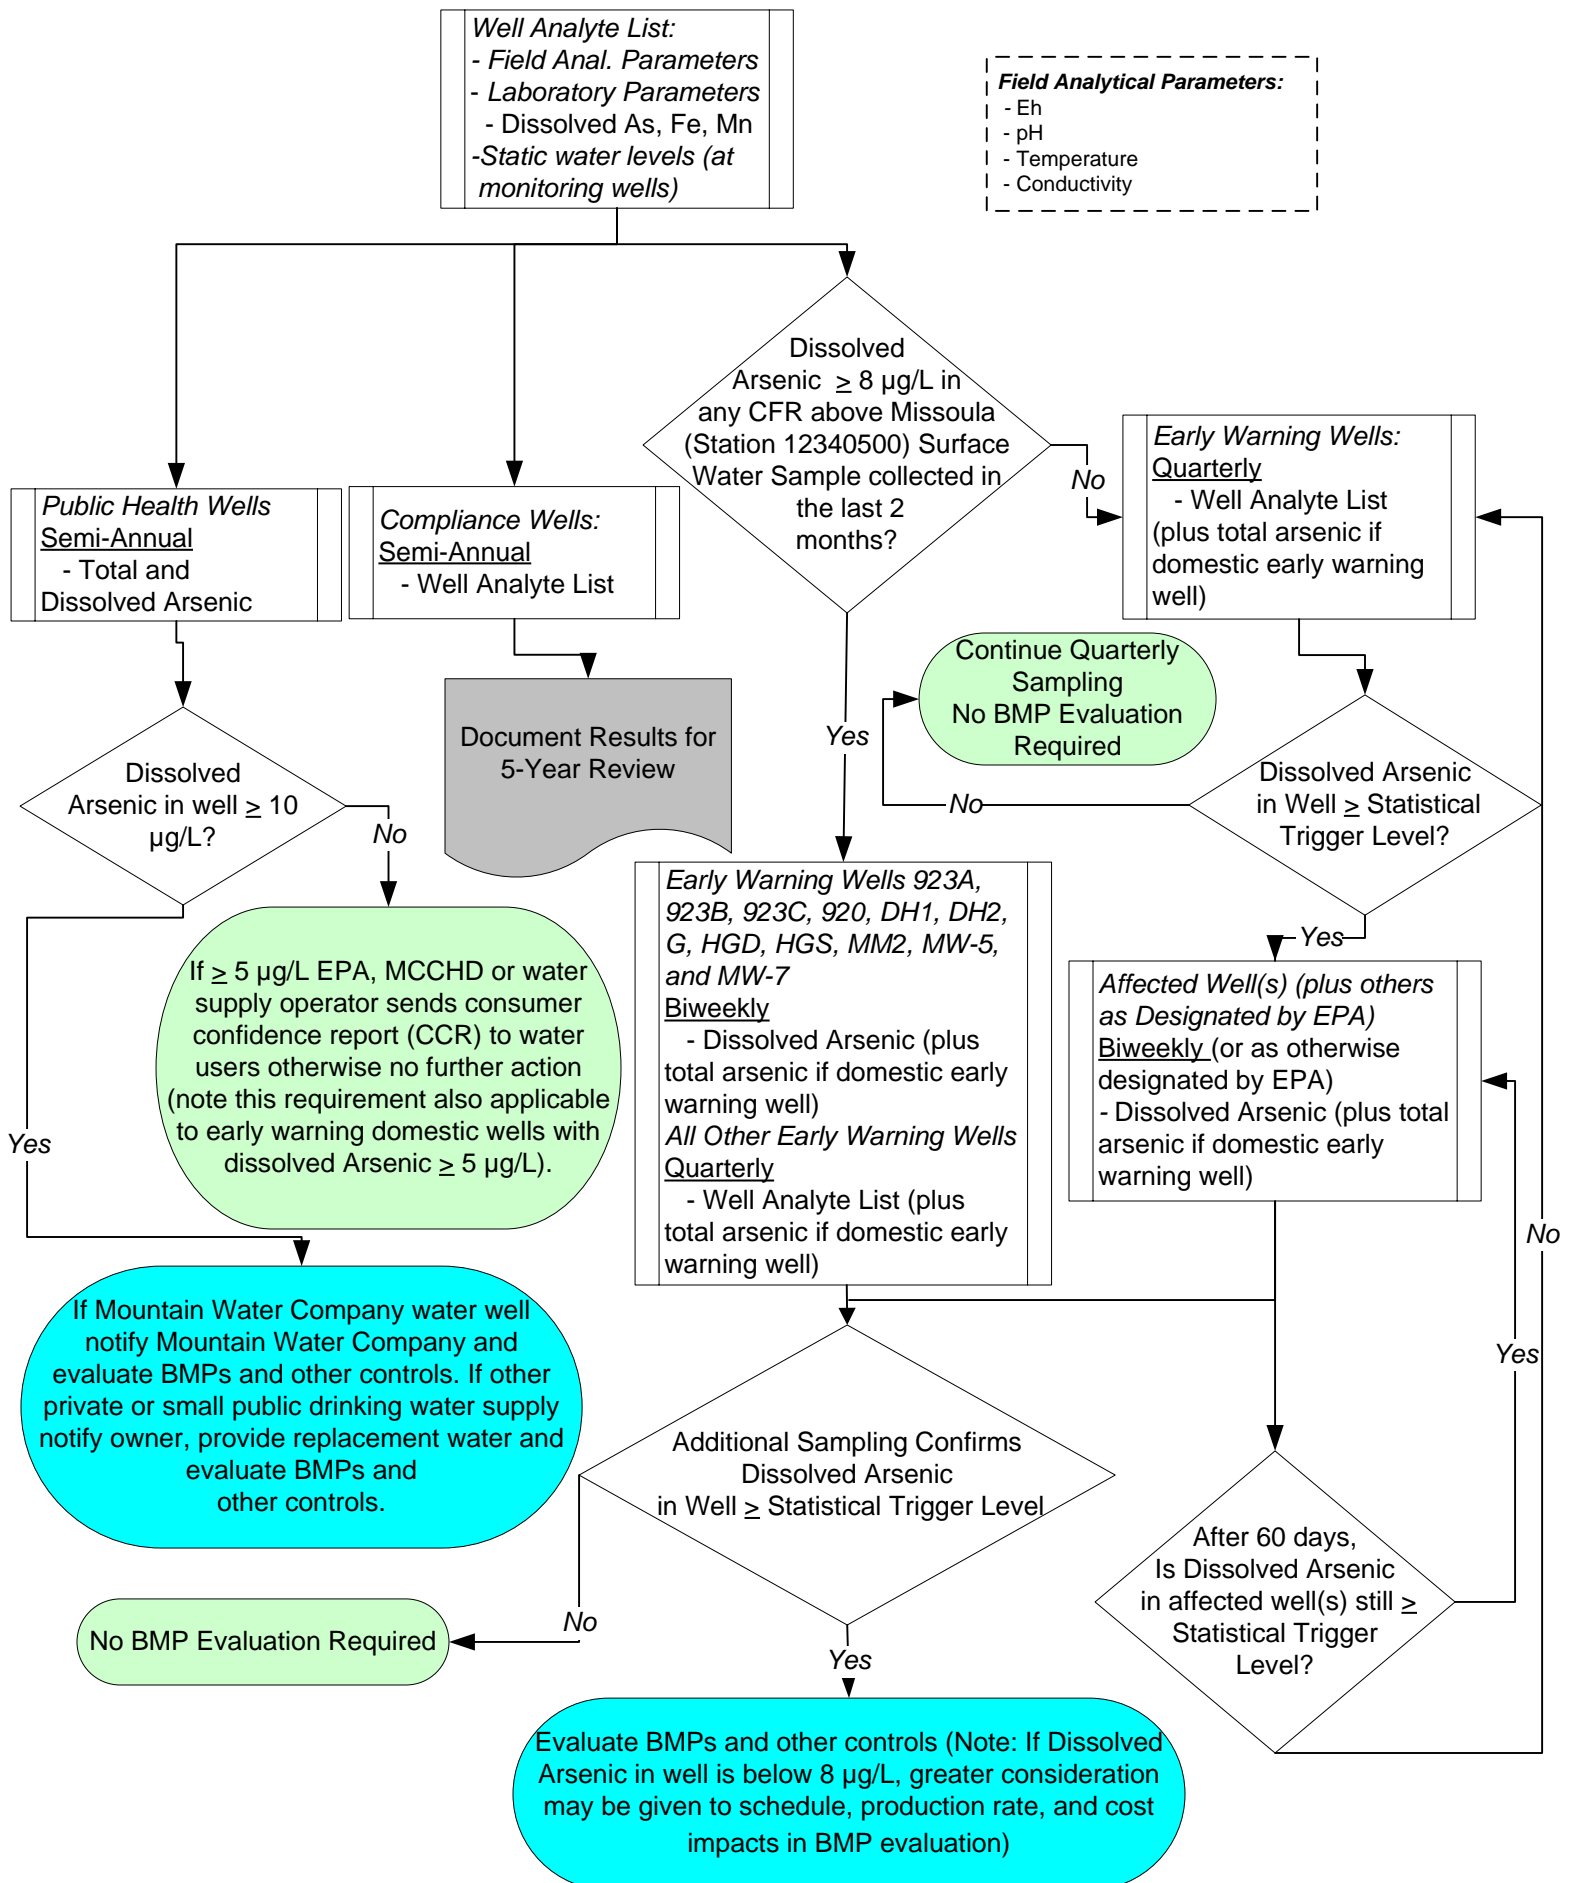 Well Analyte List:
- Field Anal. Parameters
- Laboratory Parameters
- Dissolved As, Fe, Mn
-Static water levels (at
monitoring wells)
Field Analytical Parameters:
- Eh
- pH
- Temperature
- Conductivity
Dissolved
Arsenic ≥ 8 µg/L in
any CFR above Missoula
(Station 12340500) Surface
Water Sample collected in
the last 2
months?
No
Early Warning Wells:
Quarterly
- Well Analyte List
(plus total arsenic if
domestic early warning
well)
Public Health Wells
Semi-Annual
- Total and
Dissolved Arsenic
Compliance Wells:
Semi-Annual
- Well Analyte List
Continue Quarterly
Sampling
No BMP Evaluation
Required
Yes
Document Results for
5-Year Review
Dissolved
Arsenic in well ≥ 10
µg/L?
No
Dissolved Arsenic
in Well ≥ Statistical
Trigger Level?
No
Yes
Early Warning Wells 923A,
923B, 923C, 920, DH1, DH2,
G, HGD, HGS, MM2, MW-5,
and MW-7
Biweekly
- Dissolved Arsenic (plus
total arsenic if domestic early
warning well)
All Other Early Warning Wells
Quarterly
- Well Analyte List (plus
total arsenic if domestic early
warning well)
Affected Well(s) (plus others
as Designated by EPA)
Biweekly (or as otherwise
designated by EPA)
- Dissolved Arsenic (plus total
arsenic if domestic early
warning well)
If ≥ 5 µg/L EPA, MCCHD or water
supply operator sends consumer
confidence report (CCR) to water
users otherwise no further action
(note this requirement also applicable
to early warning domestic wells with
dissolved Arsenic ≥ 5 µg/L).
Yes
No
Yes
If Mountain Water Company water well
notify Mountain Water Company and
evaluate BMPs and other controls. If other
private or small public drinking water supply
notify owner, provide replacement water and
evaluate BMPs and
other controls.
Additional Sampling Confirms
Dissolved Arsenic
in Well ≥ Statistical Trigger Level
After 60 days,
Is Dissolved Arsenic
in affected well(s) still ≥
Statistical Trigger
Level?
No
No BMP Evaluation Required
Yes
Evaluate BMPs and other controls (Note: If Dissolved
Arsenic in well is below 8 µg/L, greater consideration
may be given to schedule, production rate, and cost
impacts in BMP evaluation)